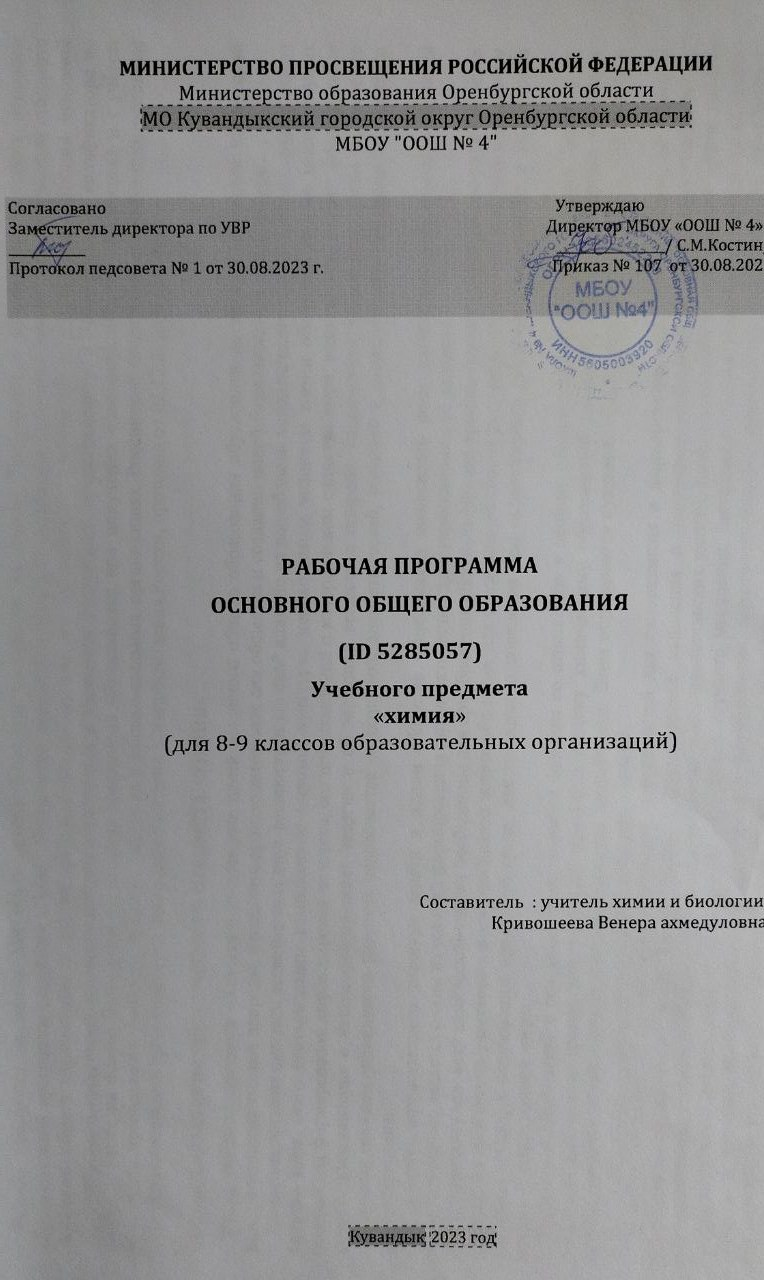 МИНИСТЕРСТВО ПРОСВЕЩЕНИЯ РОССИЙСКОЙ ФЕДЕРАЦИИ
Министерство образования Оренбургской области
МО Кувандыкский городской округ Оренбургской области
МБОУ "ООШ № 4"
Согласовано
Заместитель директора по УВР
Протокол педсовета № 1 от 30.08.2023 г.
Утверждаю
Директор МБОУ «ООШ № 4»
/ С.М.Костин
Приказ № 107 от 30.08.202
МБОУ
"ООШ №4"
ИНН 5605003920
РАБОЧАЯ ПРОГРАММА
ОСНОВНОГО ОБЩЕГО ОБРАЗОВАНИЯ
(ID 5285057)
Учебного предмета
«химия»
(для 8-9 классов образовательных организаций)
Составитель : учитель химии и биологии
Кривошеева Венера ахмедуловна
Кувандык 2023 год